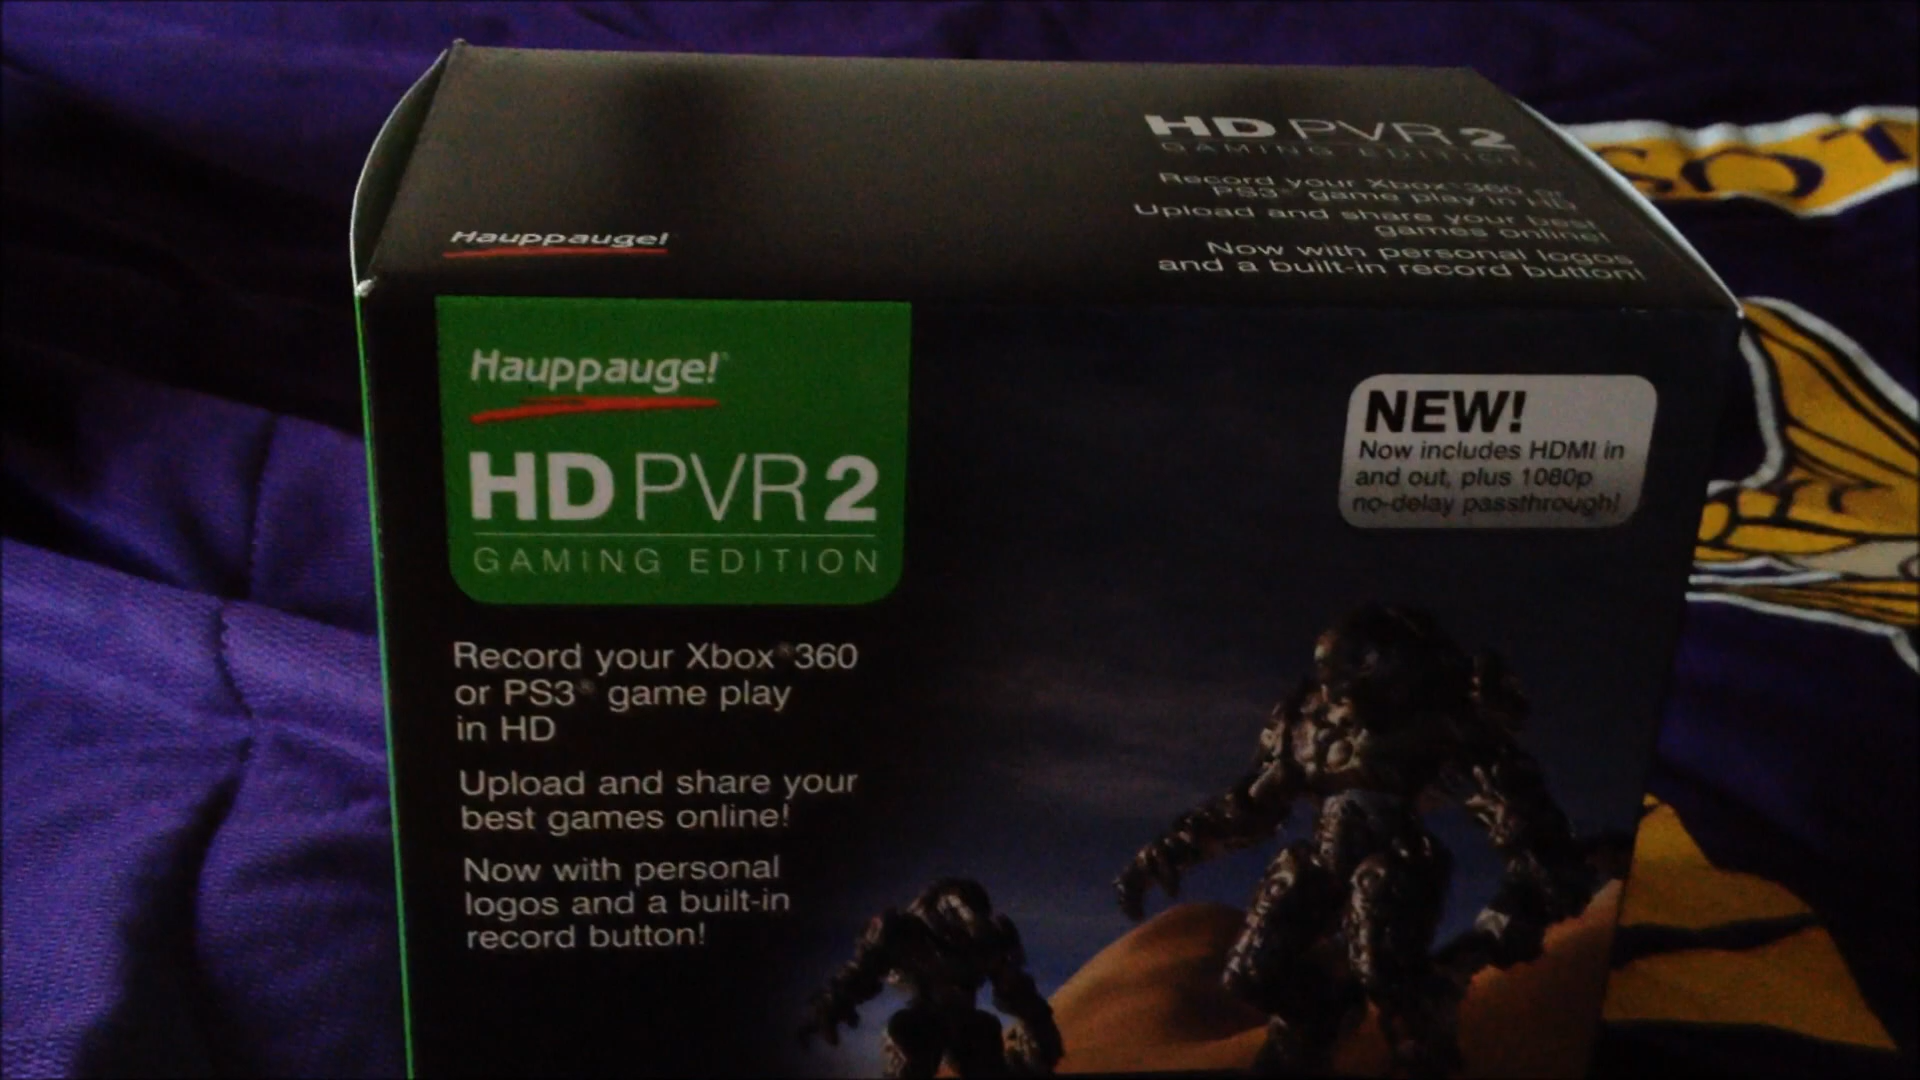 HD PVR 2
GAMING EDITION
Record your Xbox 360 or
PS3 game play in HD
Upload and share your best
games online!
Now with personal logos
and a built-in record button!
Hauppauge!
Hauppauge!
HD PVR 2
GAMING EDITION
Record your Xbox® 360
or PS3® game play
in HD
Upload and share your
best games online!
Now with personal
logos and a built-in
record button!
NEW!
Now includes HDMI in
and out, plus 1080p
no-delay passthrough!
SOT